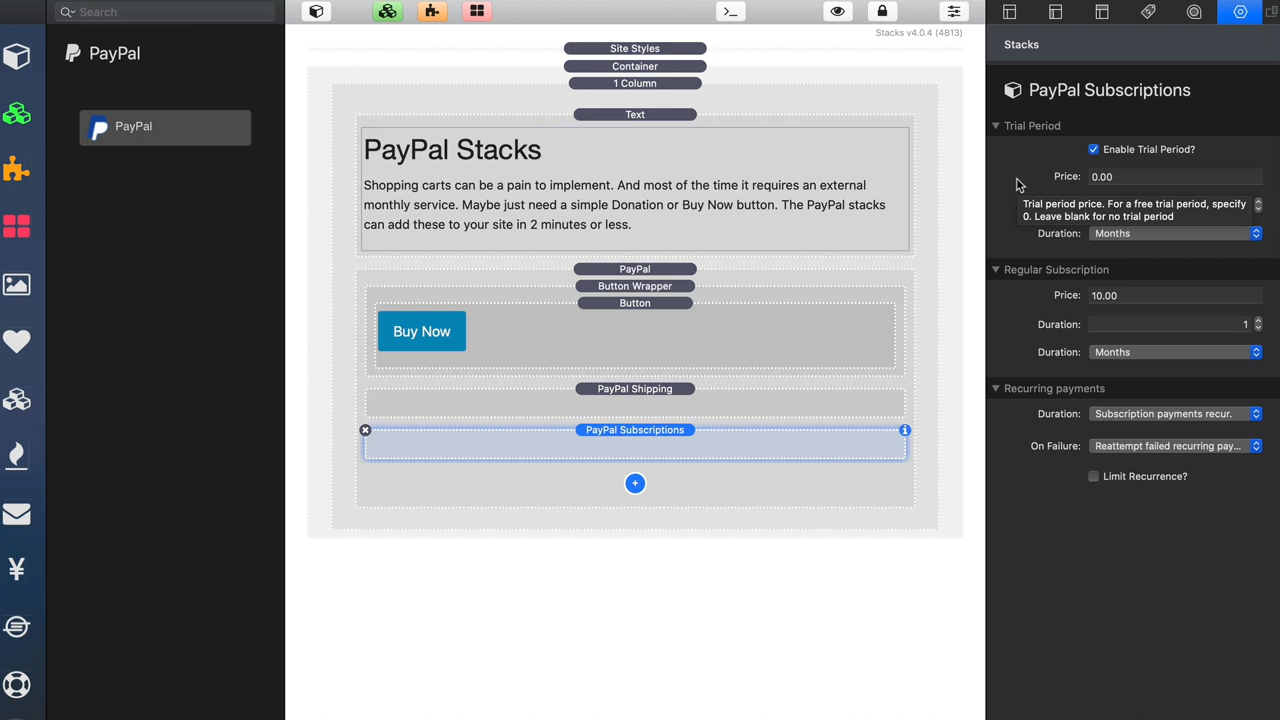 Search
Stacks v4.0.4 (4813)
PayPal
PayPal
Site Styles
Container
1 Column
Text
PayPal Stacks
Shopping carts can be a pain to implement. And most of the time it requires an external
monthly service. Maybe just need a simple Donation or Buy Now button. The PayPal stacks
can add these to your site in 2 minutes or less.
PayPal
Button Wrapper
Button
Buy Now
PayPal Shipping
PayPal Subscriptions
Stacks
PayPal Subscriptions
Trial Period
Enable Trial Period?
Price: 0.00
Trial period price. For a free trial period, specify
0. Leave blank for no trial period
Duration: Months
Regular Subscription
Price: 10.00
Duration: 1
Duration: Months
Recurring payments
Duration: Subscription payments recur.
On Failure: Reattempt failed recurring pay...
Limit Recurrence?